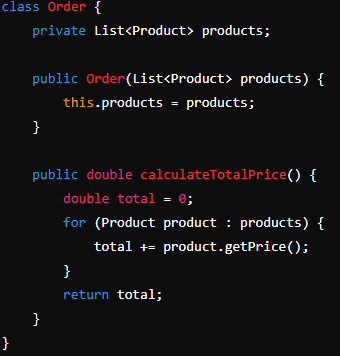 class Order {
    private List<Product> products;

    public Order(List<Product> products) {
        this.products = products;
    }

    public double calculateTotalPrice() {
        double total = 0;
        for (Product product : products) {
            total += product.getPrice();
        }
        return total;
    }
}